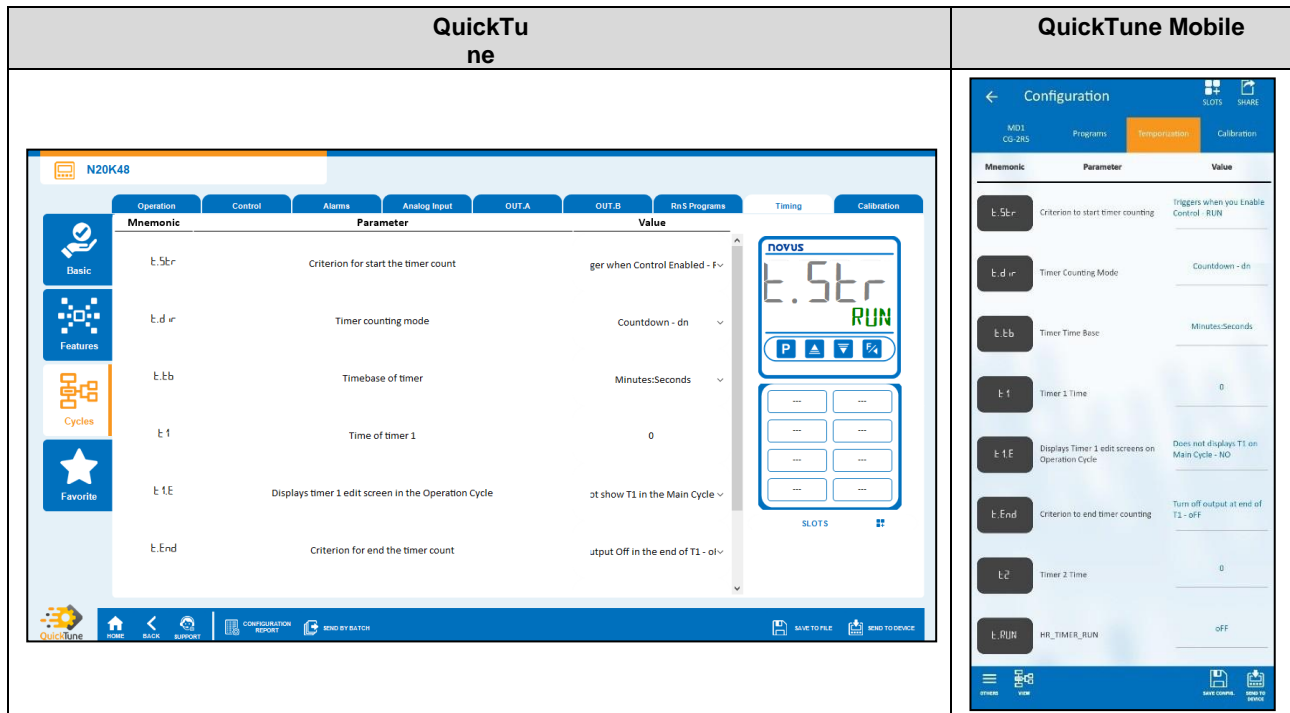 QuickTu
ne
QuickTune Mobile
N20K48
Operation
Control
Alarms
Analog Input
OUT.A
OUT.B
RnS Programs
Timing
Calibration
Mnemonic
Parameter
Value
Basic
Features
Cycles
Favorite
t.Str
Criterion for start the timer count
ger when Control Enabled - F
t.dir
Timer counting mode
Countdown - dn
t.tb
Timebase of timer
Minutes:Seconds
t1
Time of timer 1
0
t1.E
Displays timer 1 edit screen in the Operation Cycle
ot show T1 in the Main Cycle
t.End
Criterion for end the timer count
utput Off in the end of T1 - ol
novus
t.Str
RUN
P
F/
---
---
---
---
---
---
---
---
SLOTS
QuickTune
HOME
BACK
SUPPORT
CONFIGURATION
REPORT
SEND BY BATCH
SAVE TO FILE
SEND TO DEVICE
Configuration
SLOTS
SHARE
MD1
CG-2R5
Programs
Temporization
Calibration
Mnemonic
Parameter
Value
t.Str
Criterion to start timer counting
Triggers when you Enable
Control - RUN
t.dir
Timer Counting Mode
Countdown - dn
t.tb
Timer Time Base
Minutes:Seconds
t1
Timer 1 Time
0
t1.E
Displays Timer 1 edit screens on
Operation Cycle
Does not displays T1 on
Main Cycle - NO
t.End
Criterion to end timer counting
Turn off output at end of
T1 - oFF
t2
Timer 2 Time
0
t.RUN
HR_TIMER_RUN
oFF
OTHERS
VIEW
SAVE CONFIG.
SEND TO
DEVICE